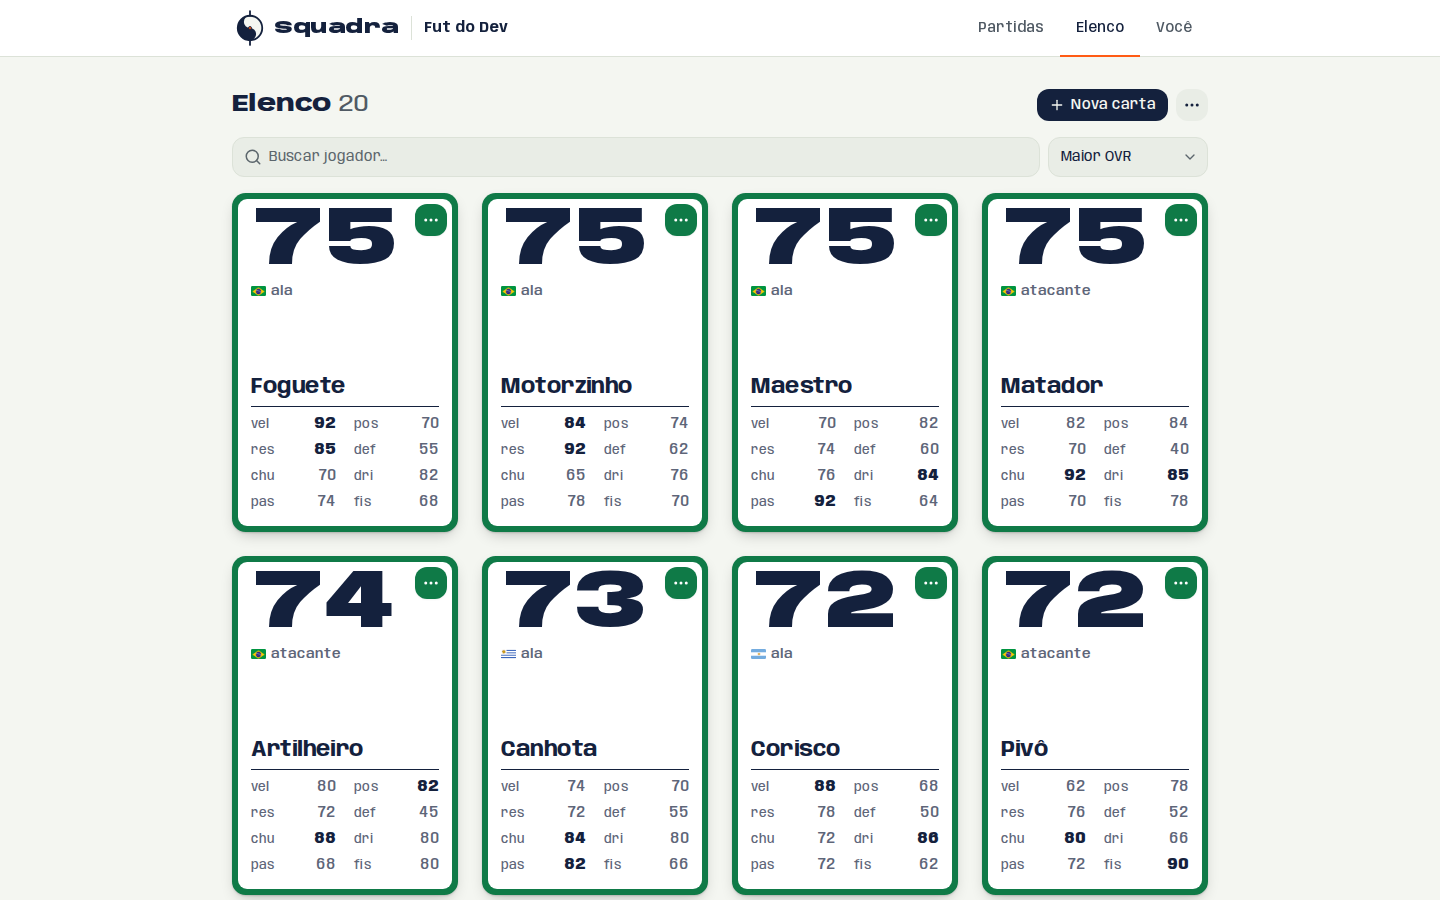 squadra Fut do Dev Partidas Elenco Você
Elenco 20 + Nova carta ...
Buscar jogador... Maior OVR
75 ... 75 ... 75 ... 75 ...
ala ala ala atacante
Foguete Motorzinho Maestro Matador
vel 92 pos 70 vel 84 pos 74 vel 70 pos 82 vel 82 pos 84
res 85 def 55 res 92 def 62 res 74 def 60 res 70 def 40
chu 70 dri 82 chu 65 dri 76 chu 76 dri 84 chu 92 dri 85
pas 74 fis 68 pas 78 fis 70 pas 92 fis 64 pas 70 fis 78
74 ... 73 ... 72 ... 72 ...
atacante ala ala atacante
Artilheiro Canhota Corisco Pivô
vel 80 pos 82 vel 74 pos 70 vel 88 pos 68 vel 62 pos 78
res 72 def 45 res 72 def 55 res 78 def 50 res 76 def 52
chu 88 dri 80 chu 84 dri 80 chu 72 dri 86 chu 80 dri 66
pas 68 fis 80 pas 82 fis 66 pas 72 fis 62 pas 72 fis 90